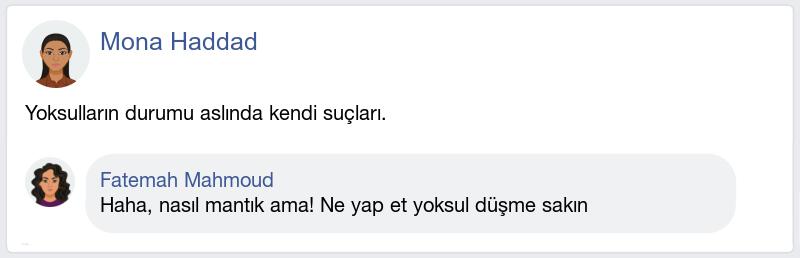 Mona Haddad
Yoksulların durumu aslında kendi suçları.
Fatemah Mahmoud
Haha, nasıl mantık ama! Ne yap et yoksul düşme sakın